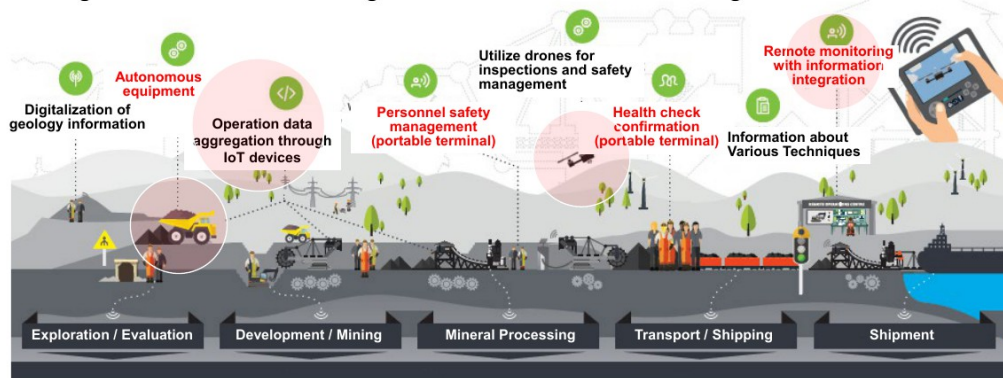 Digitalization of
geology information
Autonomous
equipment
Operation data
aggregation through
IoT devices
Personnel safety
management
(portable terminal)
Utilize drones for
inspections and safety
management
Health check
confirmation
(portable terminal)
Information about
Various Techniques
Remote monitoring
with information
integration
Exploration / Evaluation
Development / Mining
Mineral Processing
Transport / Shipping
Shipment